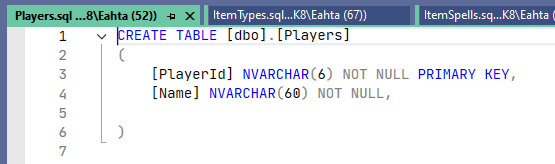 Players.sql ...8\Eahta (52))
ItemTypes.sql...K8\Eahta (67))
ItemSpells.sq...K8\Eahta
1 CREATE TABLE [dbo].[Players]
2 (
3 [PlayerId] NVARCHAR(6) NOT NULL PRIMARY KEY,
4 [Name] NVARCHAR(60) NOT NULL,
5
6 )
7